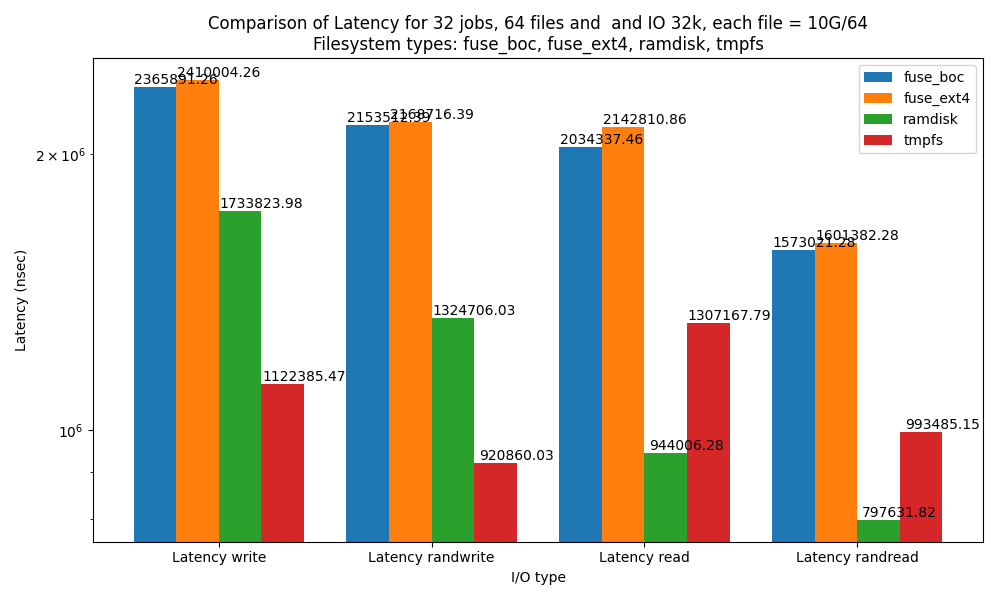 Comparison of Latency for 32 jobs, 64 files and  and IO 32k, each file = 10G/64
Filesystem types: fuse_boc, fuse_ext4, ramdisk, tmpfs
fuse_boc
fuse_ext4
ramdisk
tmpfs
Latency (nsec)
2 × 10⁶
10⁶
2365891.26
2410004.26
1733823.98
1122385.47
2153512.39
2168716.39
1324706.03
920860.03
2034337.46
2142810.86
944006.28
1307167.79
1573021.28
1601382.28
797631.82
993485.15
Latency write
Latency randwrite
Latency read
Latency randread
I/O type